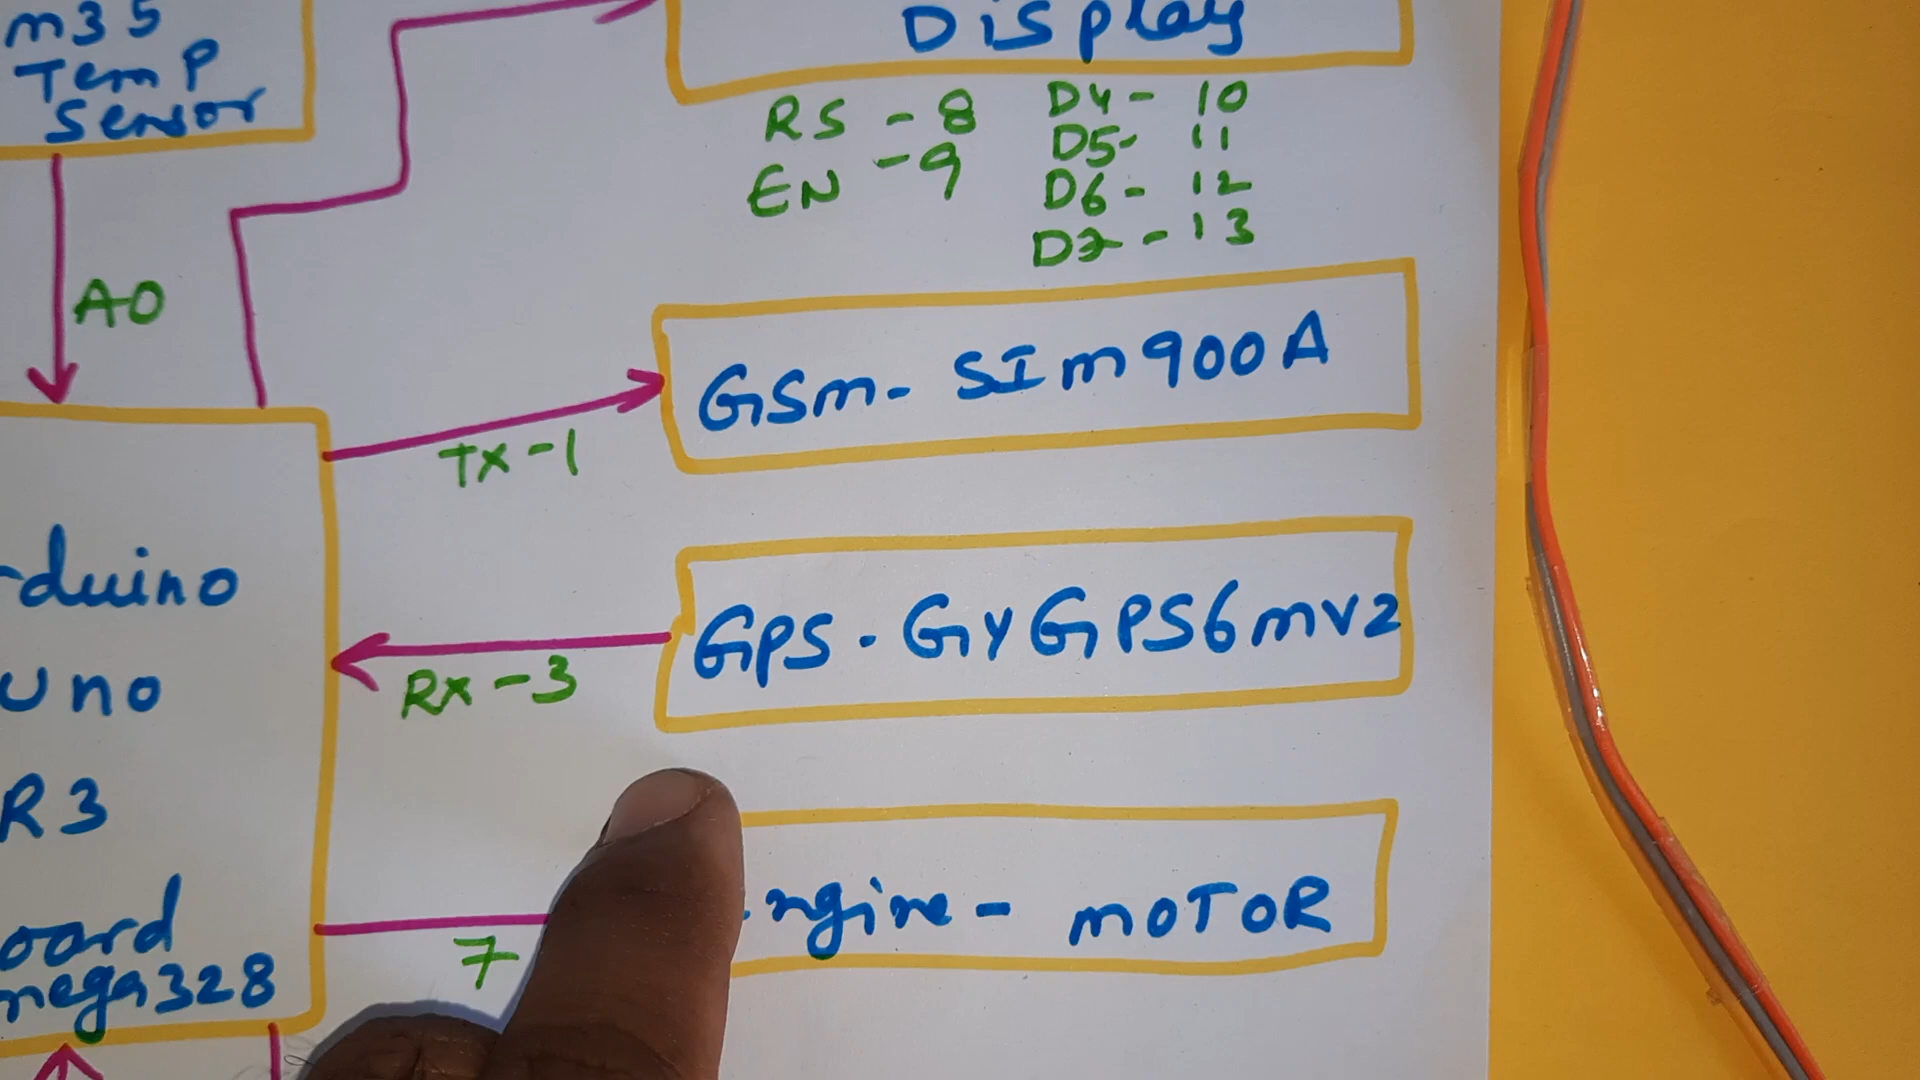 m35
Temp
Sensor
Display
RS - 8
EN - 9
D4 - 10
D5 - 11
D6 - 12
D7 - 13
A0
GSm - SIm900A
TX - 1
rduino
uno
R3
oard
mega328
GPS - GyGPS6mv2
RX - 3
ngine - mOTOR
7